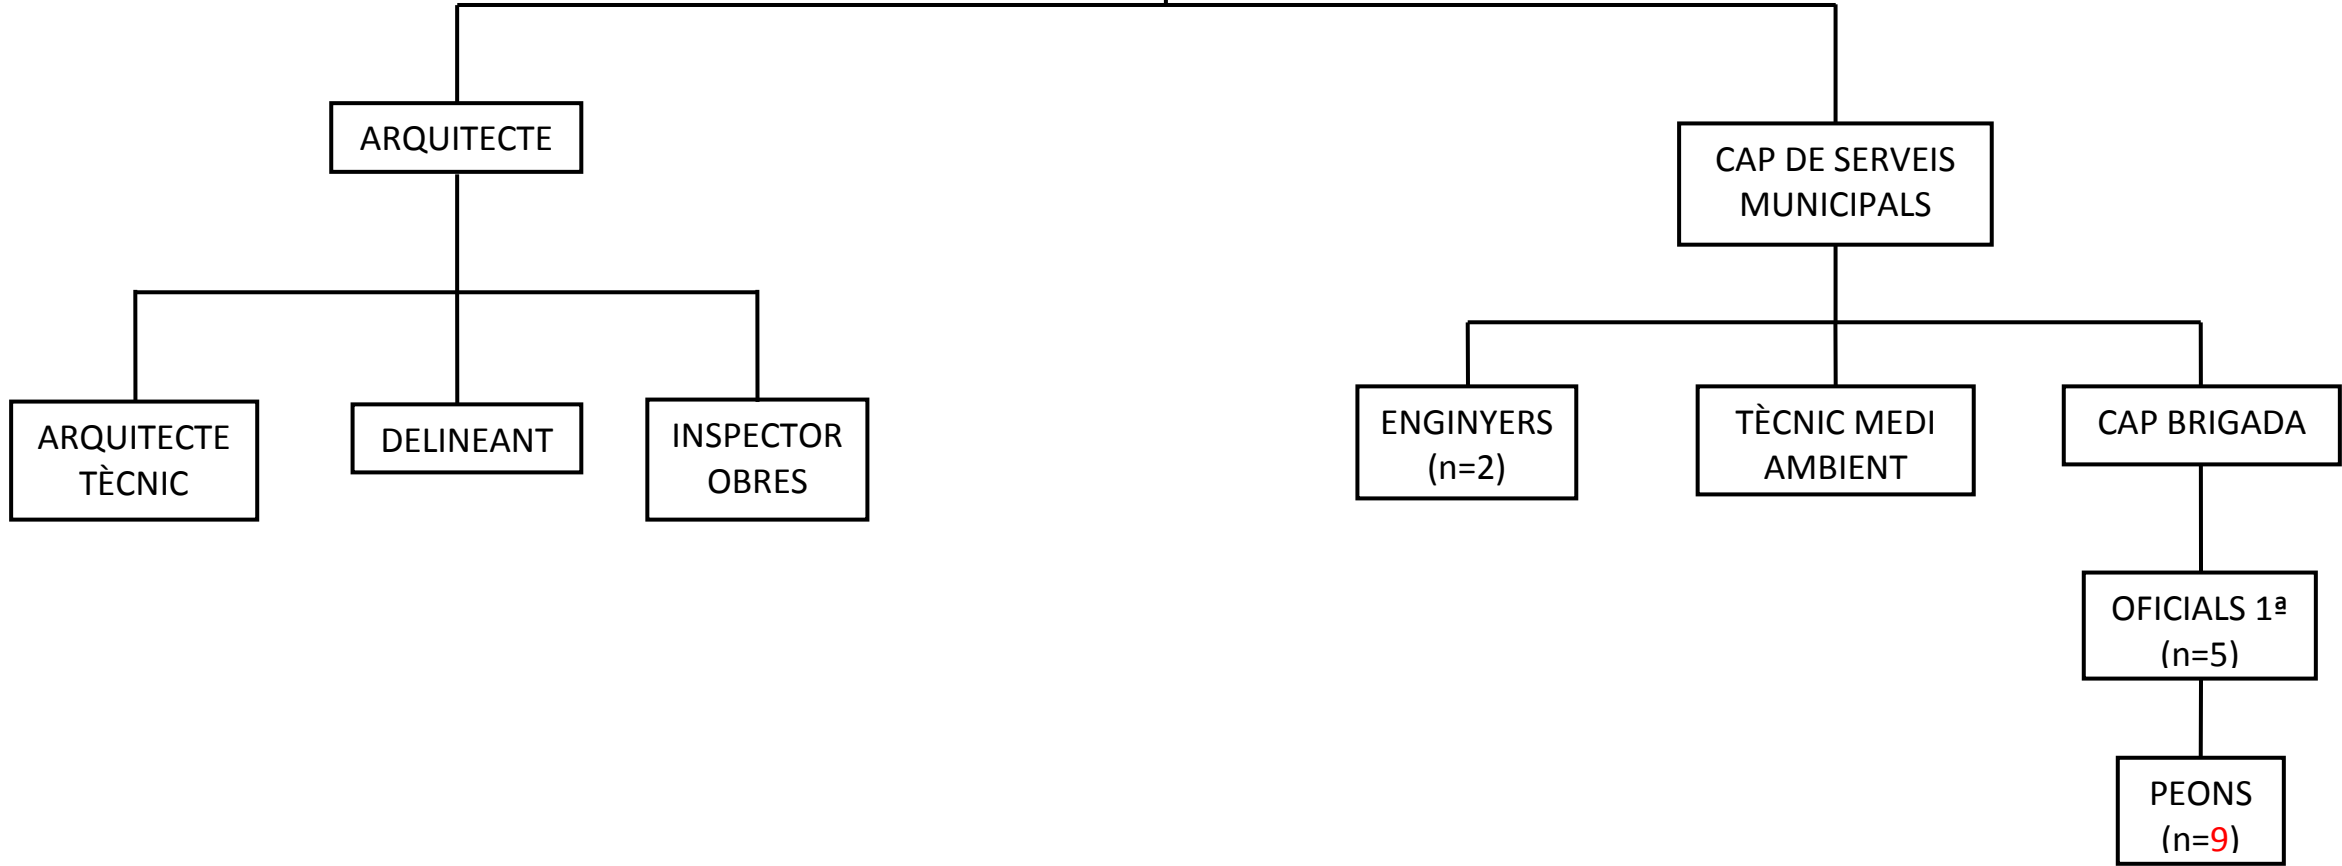 ARQUITECTE
CAP DE SERVEIS
MUNICIPALS
ARQUITECTE
TÈCNIC
DELINEANT
INSPECTOR
OBRES
ENGINYERS
(n=2)
TÈCNIC MEDI
AMBIENT
CAP BRIGADA
OFICIALS 1ª
(n=5)
PEONS
(n=9)